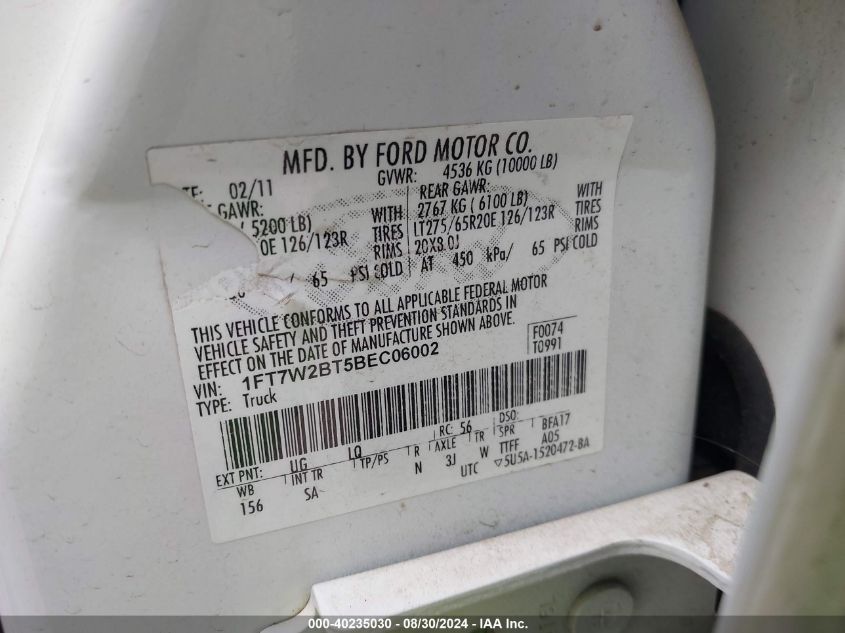 MFD. BY FORD MOTOR CO.
02/11 GVWR: 4536 KG (10000 LB)
GAWR: REAR GAWR:
5200 LB) WITH 2767 KG ( 6100 LB) WITH
0E 126/123R TIRES LT275/65R20E 126/123R TIRES
RIMS 20X8.0J RIMS
/ 65 PSI COLD AT 450 kPa/ 65 PSI COLD
THIS VEHICLE CONFORMS TO ALL APPLICABLE FEDERAL MOTOR
VEHICLE SAFETY AND THEFT PREVENTION STANDARDS IN
EFFECT ON THE DATE OF MANUFACTURE SHOWN ABOVE.
F0074
T0991
VIN: 1FT7W2BT5BEC06002
TYPE: Truck
EXT PNT: UG LQ RC: 56 DSO:
WB INT TR TP/PS R AXLE TR SPR BFA17
156 SA N 3J W TTFF A05
UTC ▽5U5A-1520472-BA
000-40235030 - 08/30/2024 - IAA Inc.